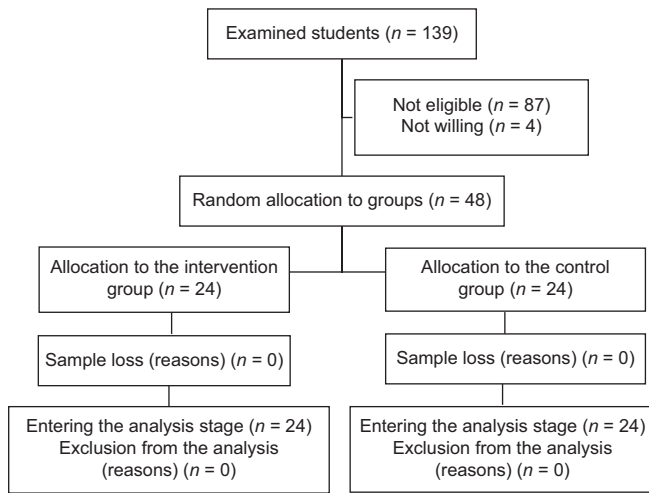 Examined students (n = 139)
Not eligible (n = 87)
Not willing (n = 4)
Random allocation to groups (n = 48)
Allocation to the intervention
group (n = 24)
Allocation to the control
group (n = 24)
Sample loss (reasons) (n = 0)
Sample loss (reasons) (n = 0)
Entering the analysis stage (n = 24)
Exclusion from the analysis
(reasons) (n = 0)
Entering the analysis stage (n = 24)
Exclusion from the analysis
(reasons) (n = 0)